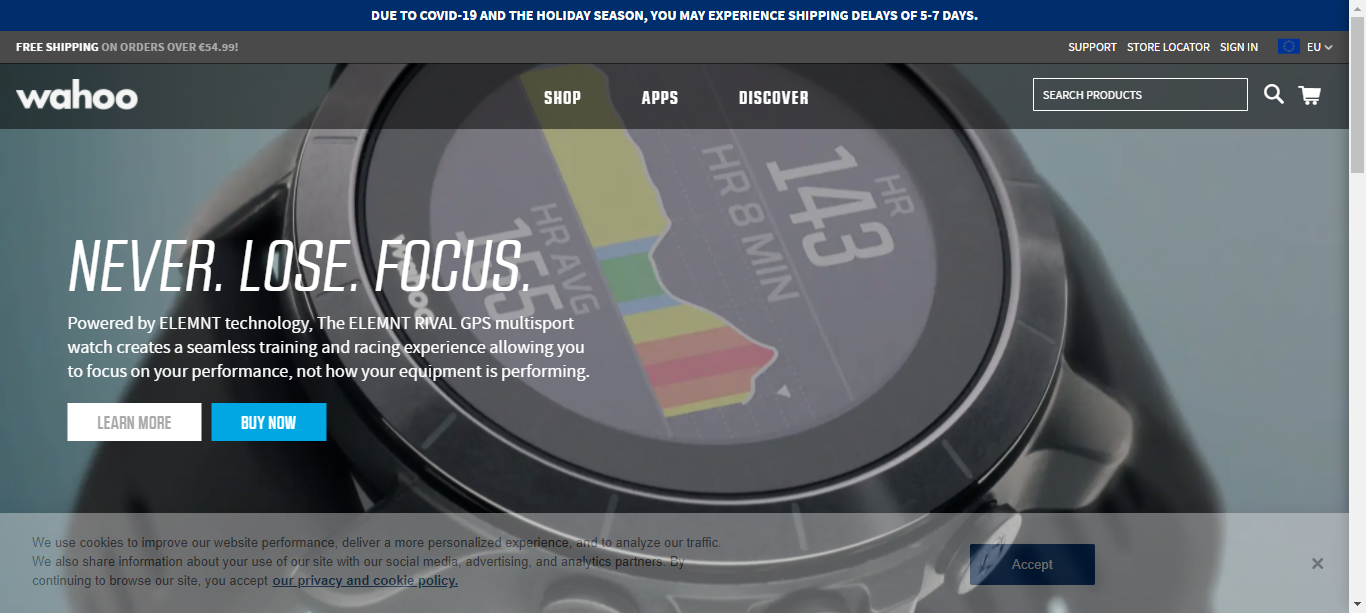 DUE TO COVID-19 AND THE HOLIDAY SEASON, YOU MAY EXPERIENCE SHIPPING DELAYS OF 5-7 DAYS.
FREE SHIPPING ON ORDERS OVER €54.99!
SUPPORT STORE LOCATOR SIGN IN EU
wahoo
SHOP APPS DISCOVER
SEARCH PRODUCTS
HR
143
HR 8 MIN
HR AVG
155
wahoo
NEVER. LOSE. FOCUS.
Powered by ELEMNT technology, The ELEMNT RIVAL GPS multisport
watch creates a seamless training and racing experience allowing you
to focus on your performance, not how your equipment is performing.
LEARN MORE BUY NOW
We use cookies to improve our website performance, deliver a more personalized experience, and to analyze our traffic.
We also share information about your use of our site with our social media, advertising, and analytics partners. By
continuing to browse our site, you accept our privacy and cookie policy.
Accept